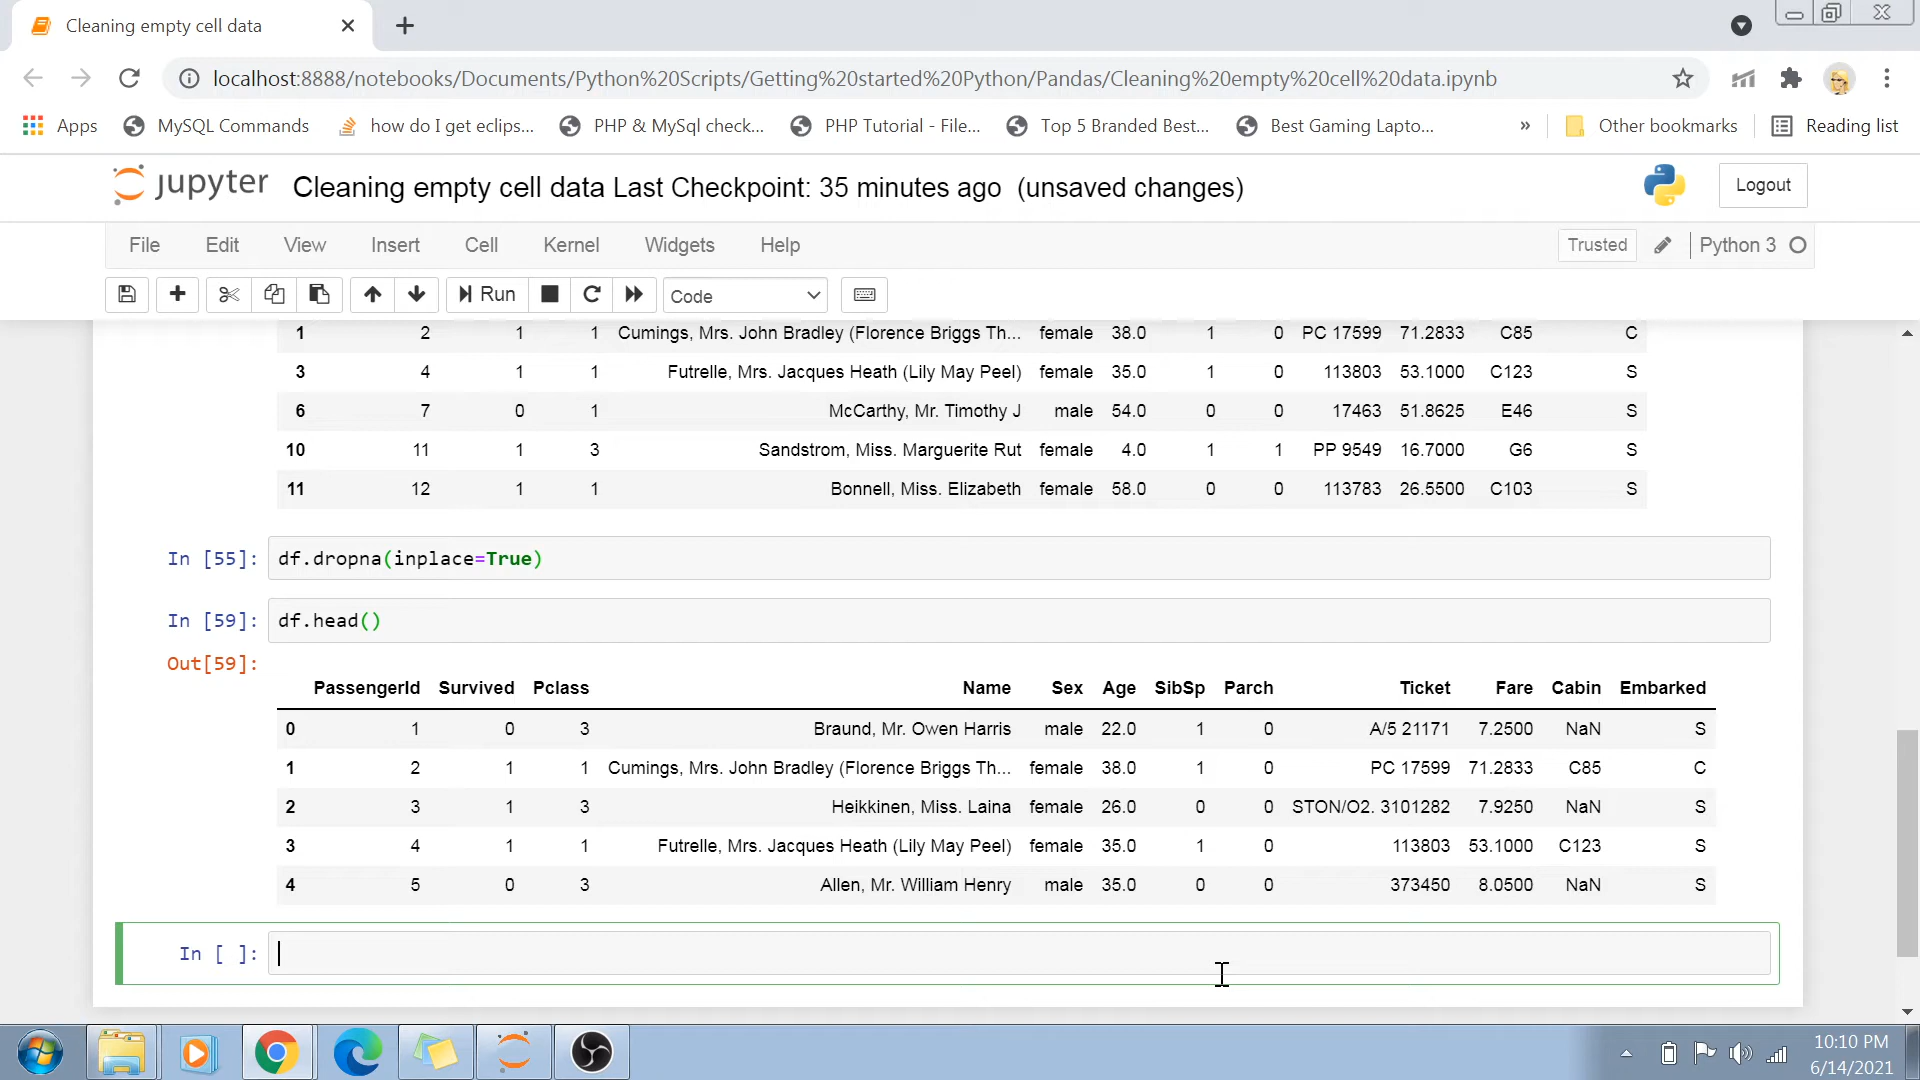 Cleaning empty cell data
localhost:8888/notebooks/Documents/Python%20Scripts/Getting%20started%20Python/Pandas/Cleaning%20empty%20cell%20data.ipynb
Apps MySQL Commands how do I get eclips... PHP & MySql check... PHP Tutorial - File... Top 5 Branded Best... Best Gaming Lapto... » Other bookmarks Reading list
jupyter Cleaning empty cell data Last Checkpoint: 35 minutes ago (unsaved changes) Logout
File Edit View Insert Cell Kernel Widgets Help Trusted Python 3
Run Code
1 2 1 1 Cumings, Mrs. John Bradley (Florence Briggs Th... female 38.0 1 0 PC 17599 71.2833 C85 C
3 4 1 1 Futrelle, Mrs. Jacques Heath (Lily May Peel) female 35.0 1 0 113803 53.1000 C123 S
6 7 0 1 McCarthy, Mr. Timothy J male 54.0 0 0 17463 51.8625 E46 S
10 11 1 3 Sandstrom, Miss. Marguerite Rut female 4.0 1 1 PP 9549 16.7000 G6 S
11 12 1 1 Bonnell, Miss. Elizabeth female 58.0 0 0 113783 26.5500 C103 S
In [55]: df.dropna(inplace=True)
In [59]: df.head()
Out[59]:
PassengerId Survived Pclass Name Sex Age SibSp Parch Ticket Fare Cabin Embarked
0 1 0 3 Braund, Mr. Owen Harris male 22.0 1 0 A/5 21171 7.2500 NaN S
1 2 1 1 Cumings, Mrs. John Bradley (Florence Briggs Th... female 38.0 1 0 PC 17599 71.2833 C85 C
2 3 1 3 Heikkinen, Miss. Laina female 26.0 0 0 STON/O2. 3101282 7.9250 NaN S
3 4 1 1 Futrelle, Mrs. Jacques Heath (Lily May Peel) female 35.0 1 0 113803 53.1000 C123 S
4 5 0 3 Allen, Mr. William Henry male 35.0 0 0 373450 8.0500 NaN S
In [ ]:
10:10 PM
6/14/2021